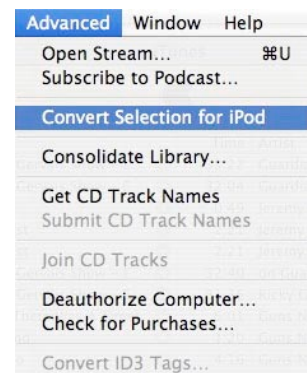 Advanced Window Help
Open Stream... ⌘U
Subscribe to Podcast...
Convert Selection for iPod
Consolidate Library...
Get CD Track Names
Submit CD Track Names
Join CD Tracks
Deauthorize Computer...
Check for Purchases...
Convert ID3 Tags...